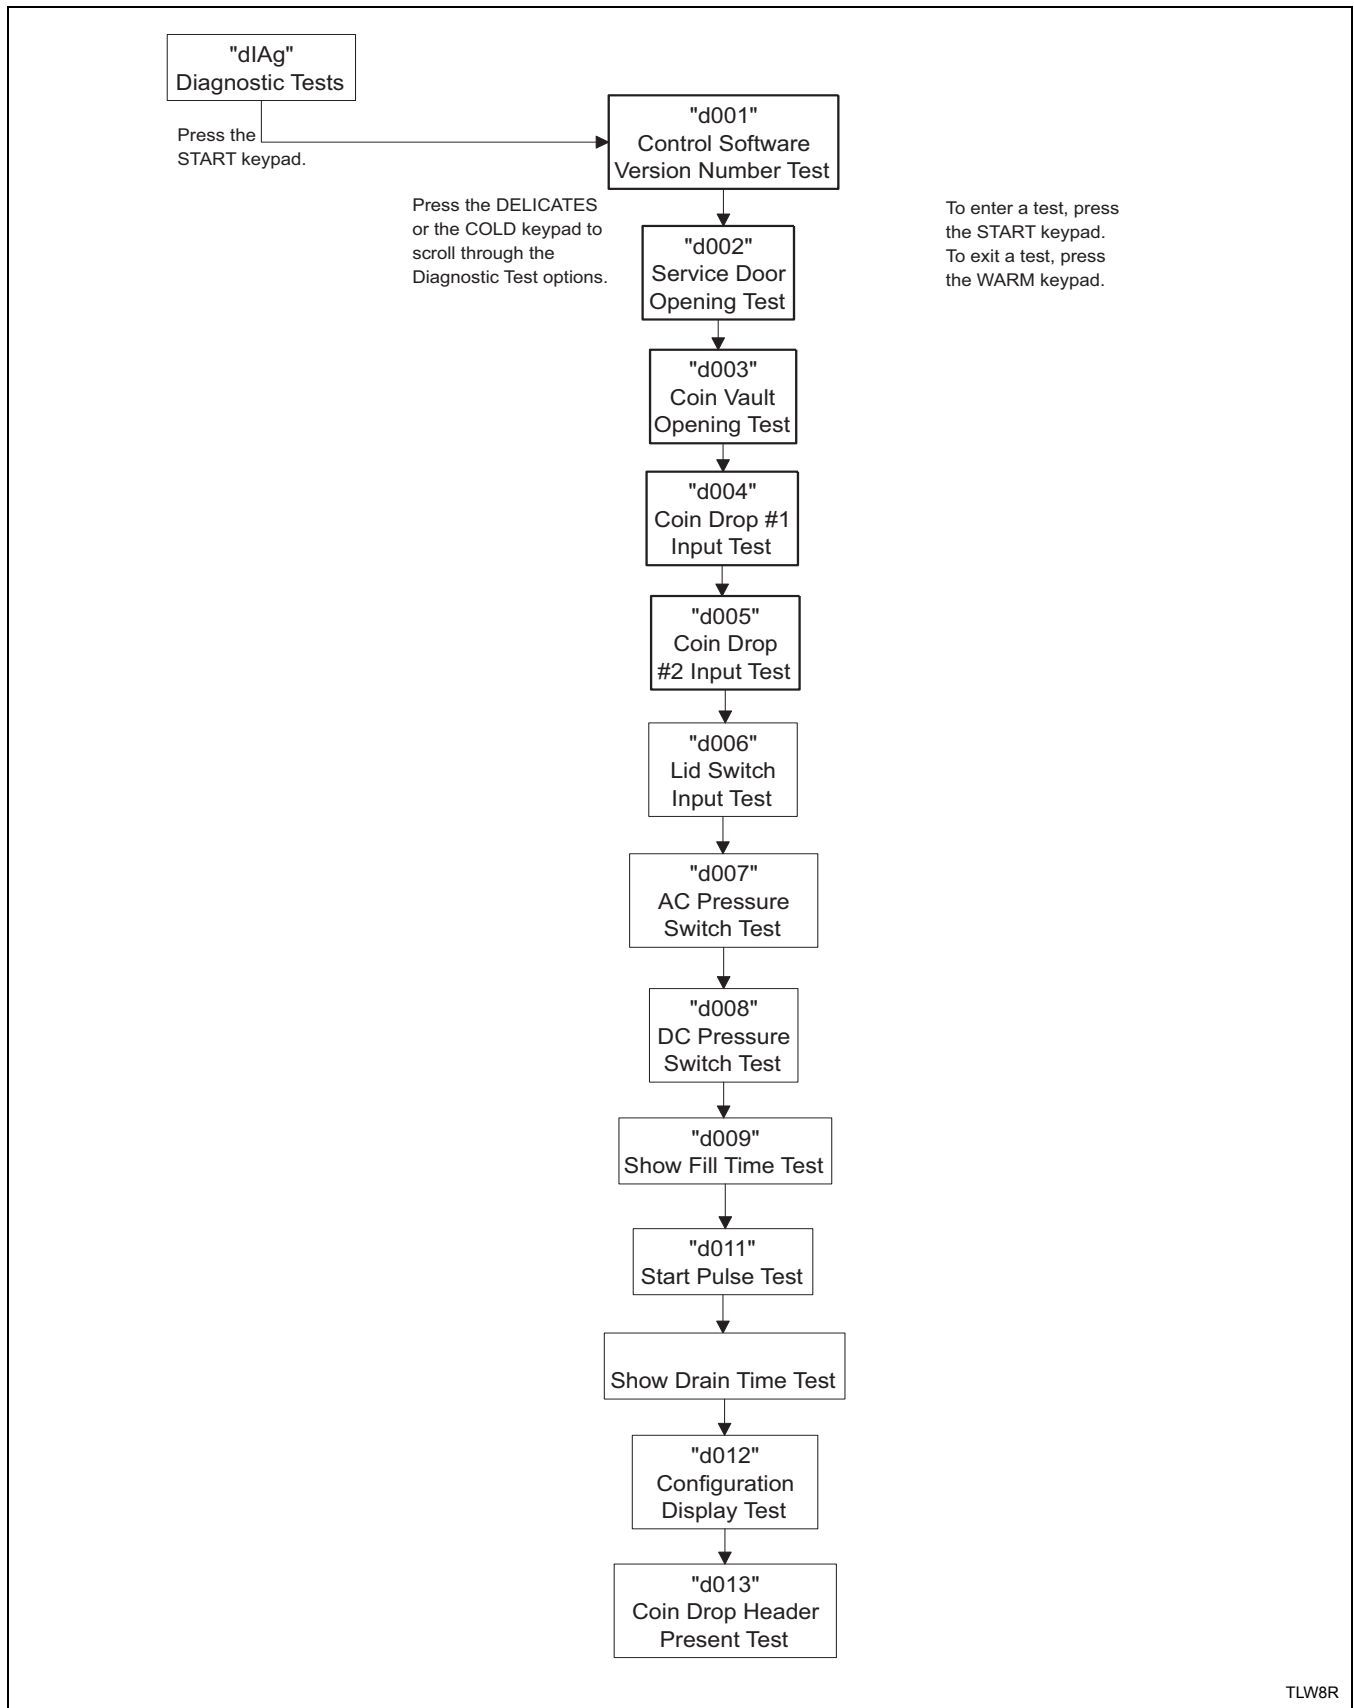 "dIAg"
Diagnostic Tests
Press the
START keypad.
"d001"
Control Software
Version Number Test
Press the DELICATES
or the COLD keypad to
scroll through the
Diagnostic Test options.
To enter a test, press
the START keypad.
To exit a test, press
the WARM keypad.
"d002"
Service Door
Opening Test
"d003"
Coin Vault
Opening Test
"d004"
Coin Drop #1
Input Test
"d005"
Coin Drop
#2 Input Test
"d006"
Lid Switch
Input Test
"d007"
AC Pressure
Switch Test
"d008"
DC Pressure
Switch Test
"d009"
Show Fill Time Test
"d011"
Start Pulse Test
Show Drain Time Test
"d012"
Configuration
Display Test
"d013"
Coin Drop Header
Present Test
TLW8R